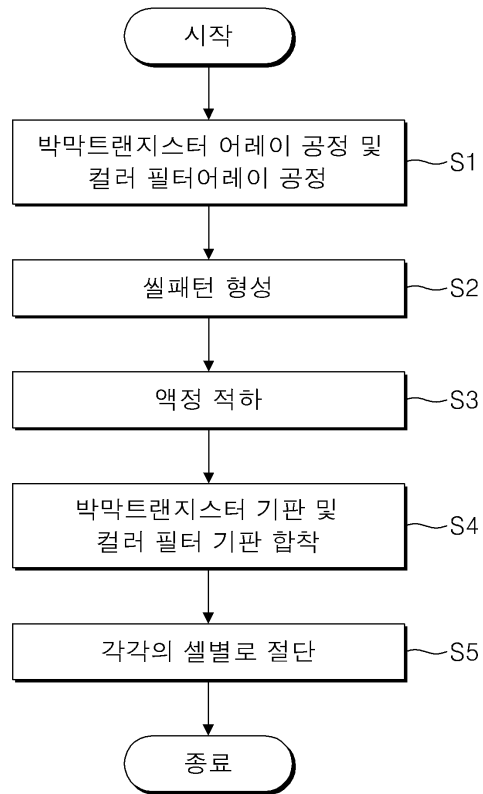 시작
박막트랜지스터 어레이 공정 및
컬러 필터어레이 공정
S1
씰패턴 형성
S2
액정 적하
S3
박막트랜지스터 기판 및
컬러 필터 기판 합착
S4
각각의 셀별로 절단
S5
종료